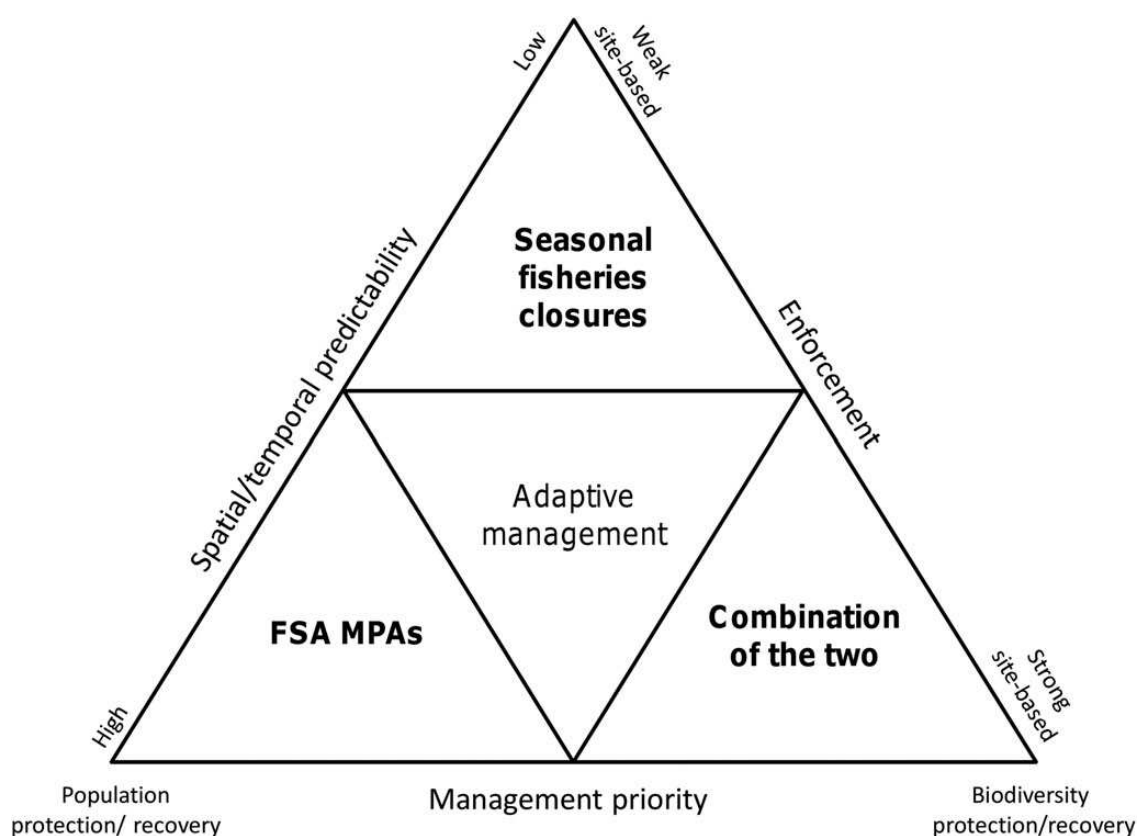 Low
Weak
site-based
Seasonal
fisheries
closures
Spatial/temporal predictability
Enforcement
Adaptive
management
FSA MPAs
Combination
of the two
High
Strong
site-based
Population
protection/ recovery
Management priority
Biodiversity
protection/recovery